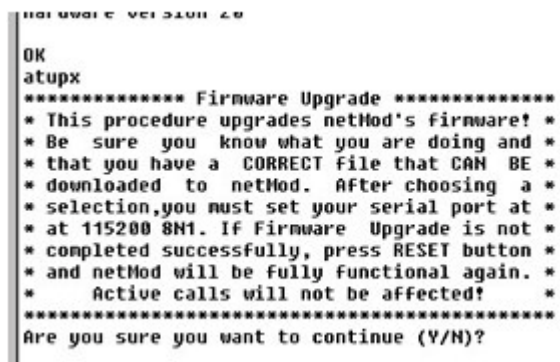 hardware version 20
OK
atupx
************** Firmware Upgrade **************
* This procedure upgrades netMod's firmware! *
* Be  sure  you  know what you are doing and *
* that you have a  CORRECT file that CAN  BE *
* downloaded  to  netMod.  After choosing  a *
* selection,you must set your serial port at *
* at 115200 8N1. If Firmware  Upgrade is not *
* completed successfully, press RESET button *
* and netMod will be fully functional again. *
*     Active calls will not be affected!     *
**********************************************
Are you sure you want to continue (Y/N)?